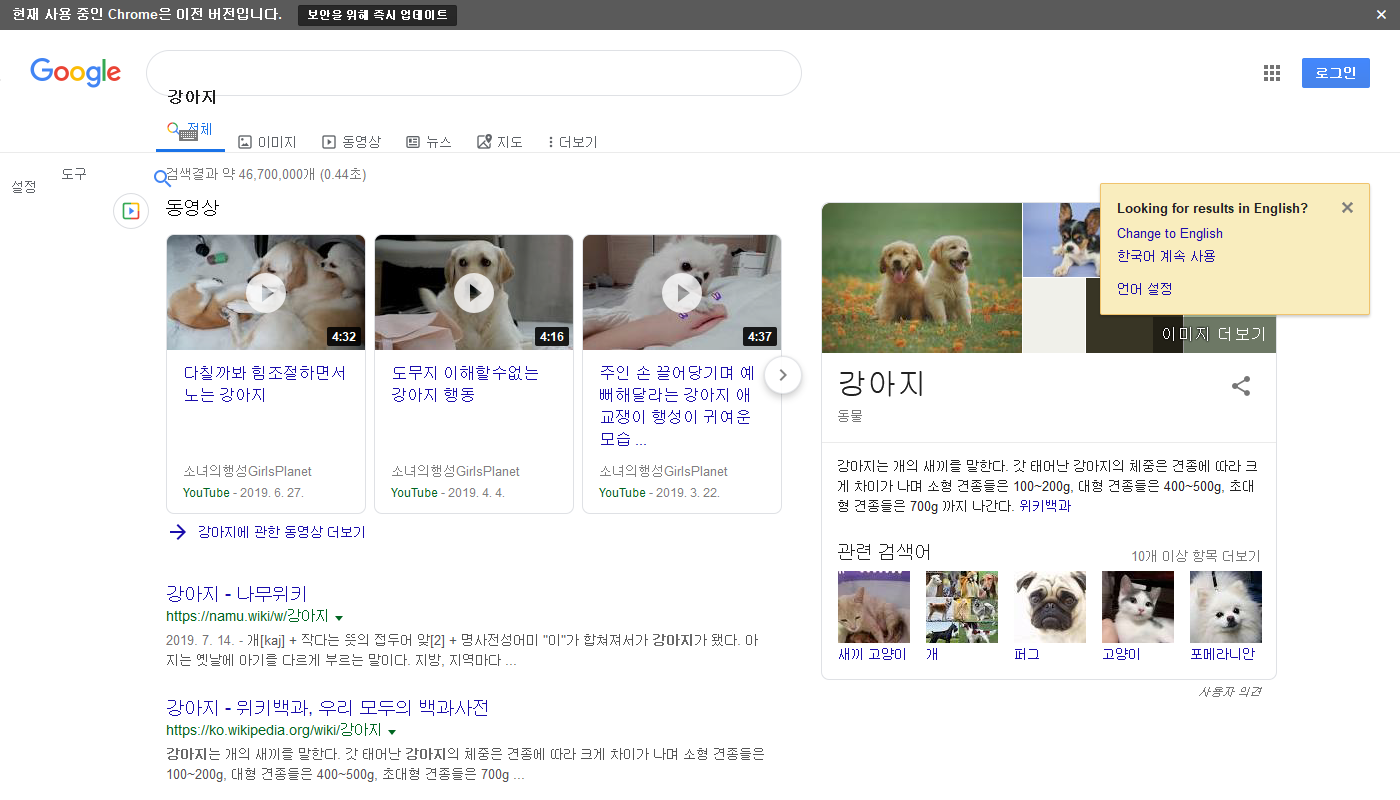 현재 사용 중인 Chrome은 이전 버전입니다. 보안을 위해 즉시 업데이트
Google
로그인
강아지
전체 이미지 동영상 뉴스 지도 더보기
설정 도구
검색결과 약 46,700,000개 (0.44초)
동영상
4:32
다칠까봐 힘조절하면서
노는 강아지
소녀의행성GirlsPlanet
YouTube - 2019. 6. 27.
4:16
도무지 이해할수없는
강아지 행동
소녀의행성GirlsPlanet
YouTube - 2019. 4. 4.
4:37
주인 손 끌어당기며 예
뻐해달라는 강아지 애
교쟁이 행성이 귀여운
모습 ...
소녀의행성GirlsPlanet
YouTube - 2019. 3. 22.
강아지에 관한 동영상 더보기
강아지 - 나무위키
https://namu.wiki/w/강아지
2019. 7. 14. - 개[kaj] + 작다는 뜻의 접두어 앚[2] + 명사전성어미 "이"가 합쳐져서가 강아지가 됐다. 아
지는 옛날에 아기를 다르게 부르는 말이다. 지방, 지역마다 ...
강아지 - 위키백과, 우리 모두의 백과사전
https://ko.wikipedia.org/wiki/강아지
강아지는 개의 새끼를 말한다. 갓 태어난 강아지의 체중은 견종에 따라 크게 차이가 나며 소형 견종들은
100~200g, 대형 견종들은 400~500g, 초대형 견종들은 700g ...
Looking for results in English?
Change to English
한국어 계속 사용
언어 설정
이미지 더보기
강아지
동물
강아지는 개의 새끼를 말한다. 갓 태어난 강아지의 체중은 견종에 따라 크
게 차이가 나며 소형 견종들은 100~200g, 대형 견종들은 400~500g, 초대
형 견종들은 700g 까지 나간다. 위키백과
관련 검색어
10개 이상 항목 더보기
새끼 고양이 개 퍼그 고양이 포메라니안
사용자 의견